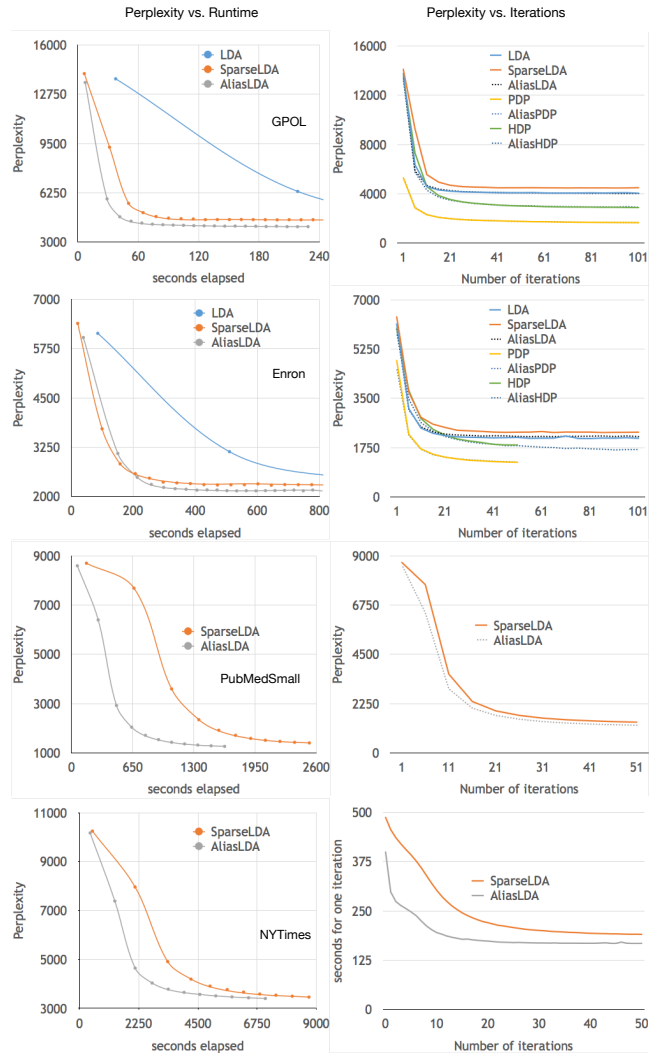 Perplexity vs. Runtime
Perplexity vs. Iterations
16000
12750
9500
6250
3000
Perplexity
LDA
SparseLDA
AliasLDA
GPOL
0 60 120 180 240
seconds elapsed
16000
12000
8000
4000
0
Perplexity
LDA
SparseLDA
AliasLDA
PDP
AliasPDP
HDP
AliasHDP
1 21 41 61 81 101
Number of iterations
7000
5750
4500
3250
2000
Perplexity
LDA
SparseLDA
AliasLDA
Enron
0 200 400 600 800
seconds elapsed
7000
5250
3500
1750
0
Perplexity
LDA
SparseLDA
AliasLDA
PDP
AliasPDP
HDP
AliasHDP
1 21 41 61 81 101
Number of iterations
9000
7000
5000
3000
1000
Perplexity
SparseLDA
AliasLDA
PubMedSmall
0 650 1300 1950 2600
seconds elapsed
9000
6750
4500
2250
0
Perplexity
SparseLDA
AliasLDA
1 11 21 31 41 51
Number of iterations
11000
9000
7000
5000
3000
Perplexity
SparseLDA
AliasLDA
NYTimes
0 2250 4500 6750 9000
seconds elapsed
500
375
250
125
0
seconds for one iteration
SparseLDA
AliasLDA
0 10 20 30 40 50
Number of iterations